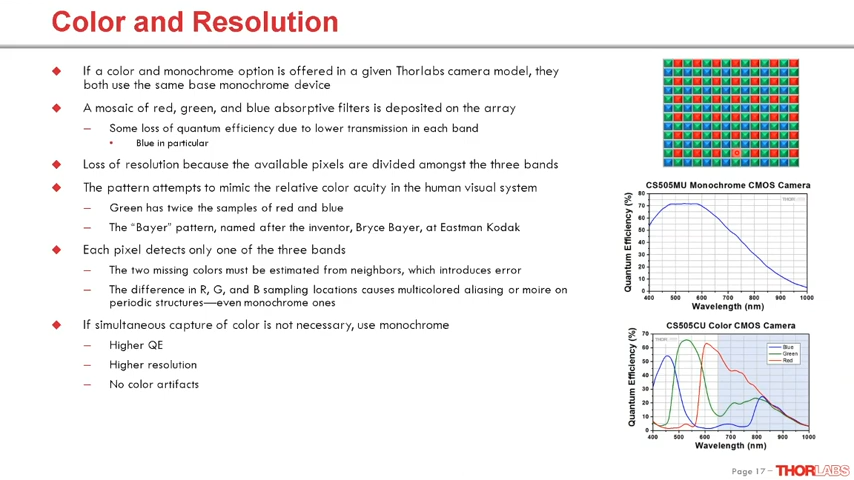 Color and Resolution
If a color and monochrome option is offered in a given Thorlabs camera model, they
both use the same base monochrome device
A mosaic of red, green, and blue absorptive filters is deposited on the array
Some loss of quantum efficiency due to lower transmission in each band
Blue in particular
Loss of resolution because the available pixels are divided amongst the three bands
The pattern attempts to mimic the relative color acuity in the human visual system
Green has twice the samples of red and blue
The “Bayer” pattern, named after the inventor, Bryce Bayer, at Eastman Kodak
Each pixel detects only one of the three bands
The two missing colors must be estimated from neighbors, which introduces error
The difference in R, G, and B sampling locations causes multicolored aliasing or moire on
periodic structures—even monochrome ones
If simultaneous capture of color is not necessary, use monochrome
Higher QE
Higher resolution
No color artifacts
CS505MU Monochrome CMOS Camera
Quantum Efficiency (%)
80
70
60
50
40
30
20
10
0
THORLABS
400 500 600 700 800 900 1000
Wavelength (nm)
CS505CU Color CMOS Camera
Quantum Efficiency (%)
70
60
50
40
30
20
10
0
THORLABS
Blue
Green
Red
400 500 600 700 800 900 1000
Wavelength (nm)
Page 17 –
THORLABS